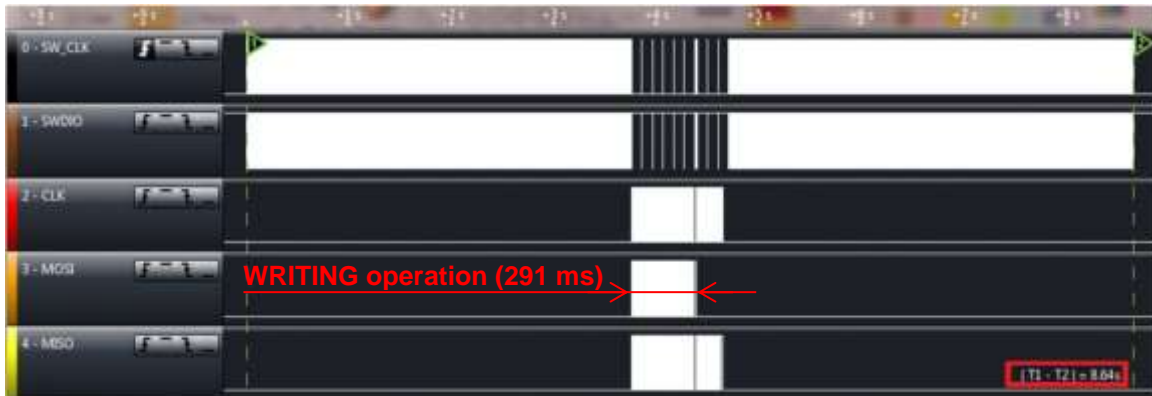 0 - SW_CLK
1 - SWDIO
2 - CLK
3 - MOSI
WRITING operation (291 ms)
4 - MISO
| T1 - T2 | = 8.64s